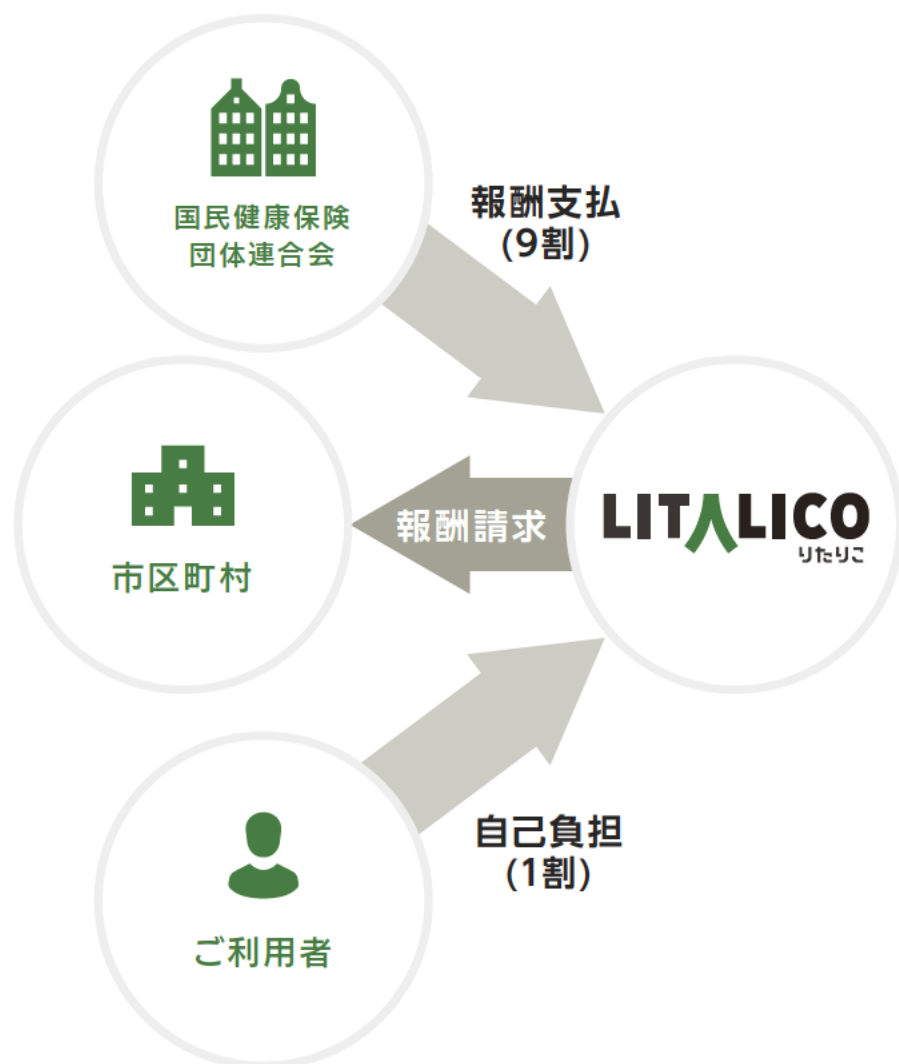 国民健康保険
団体連合会
報酬支払
(9割)
市区町村
報酬請求
LITALICO
りたりこ
ご利用者
自己負担
(1割)